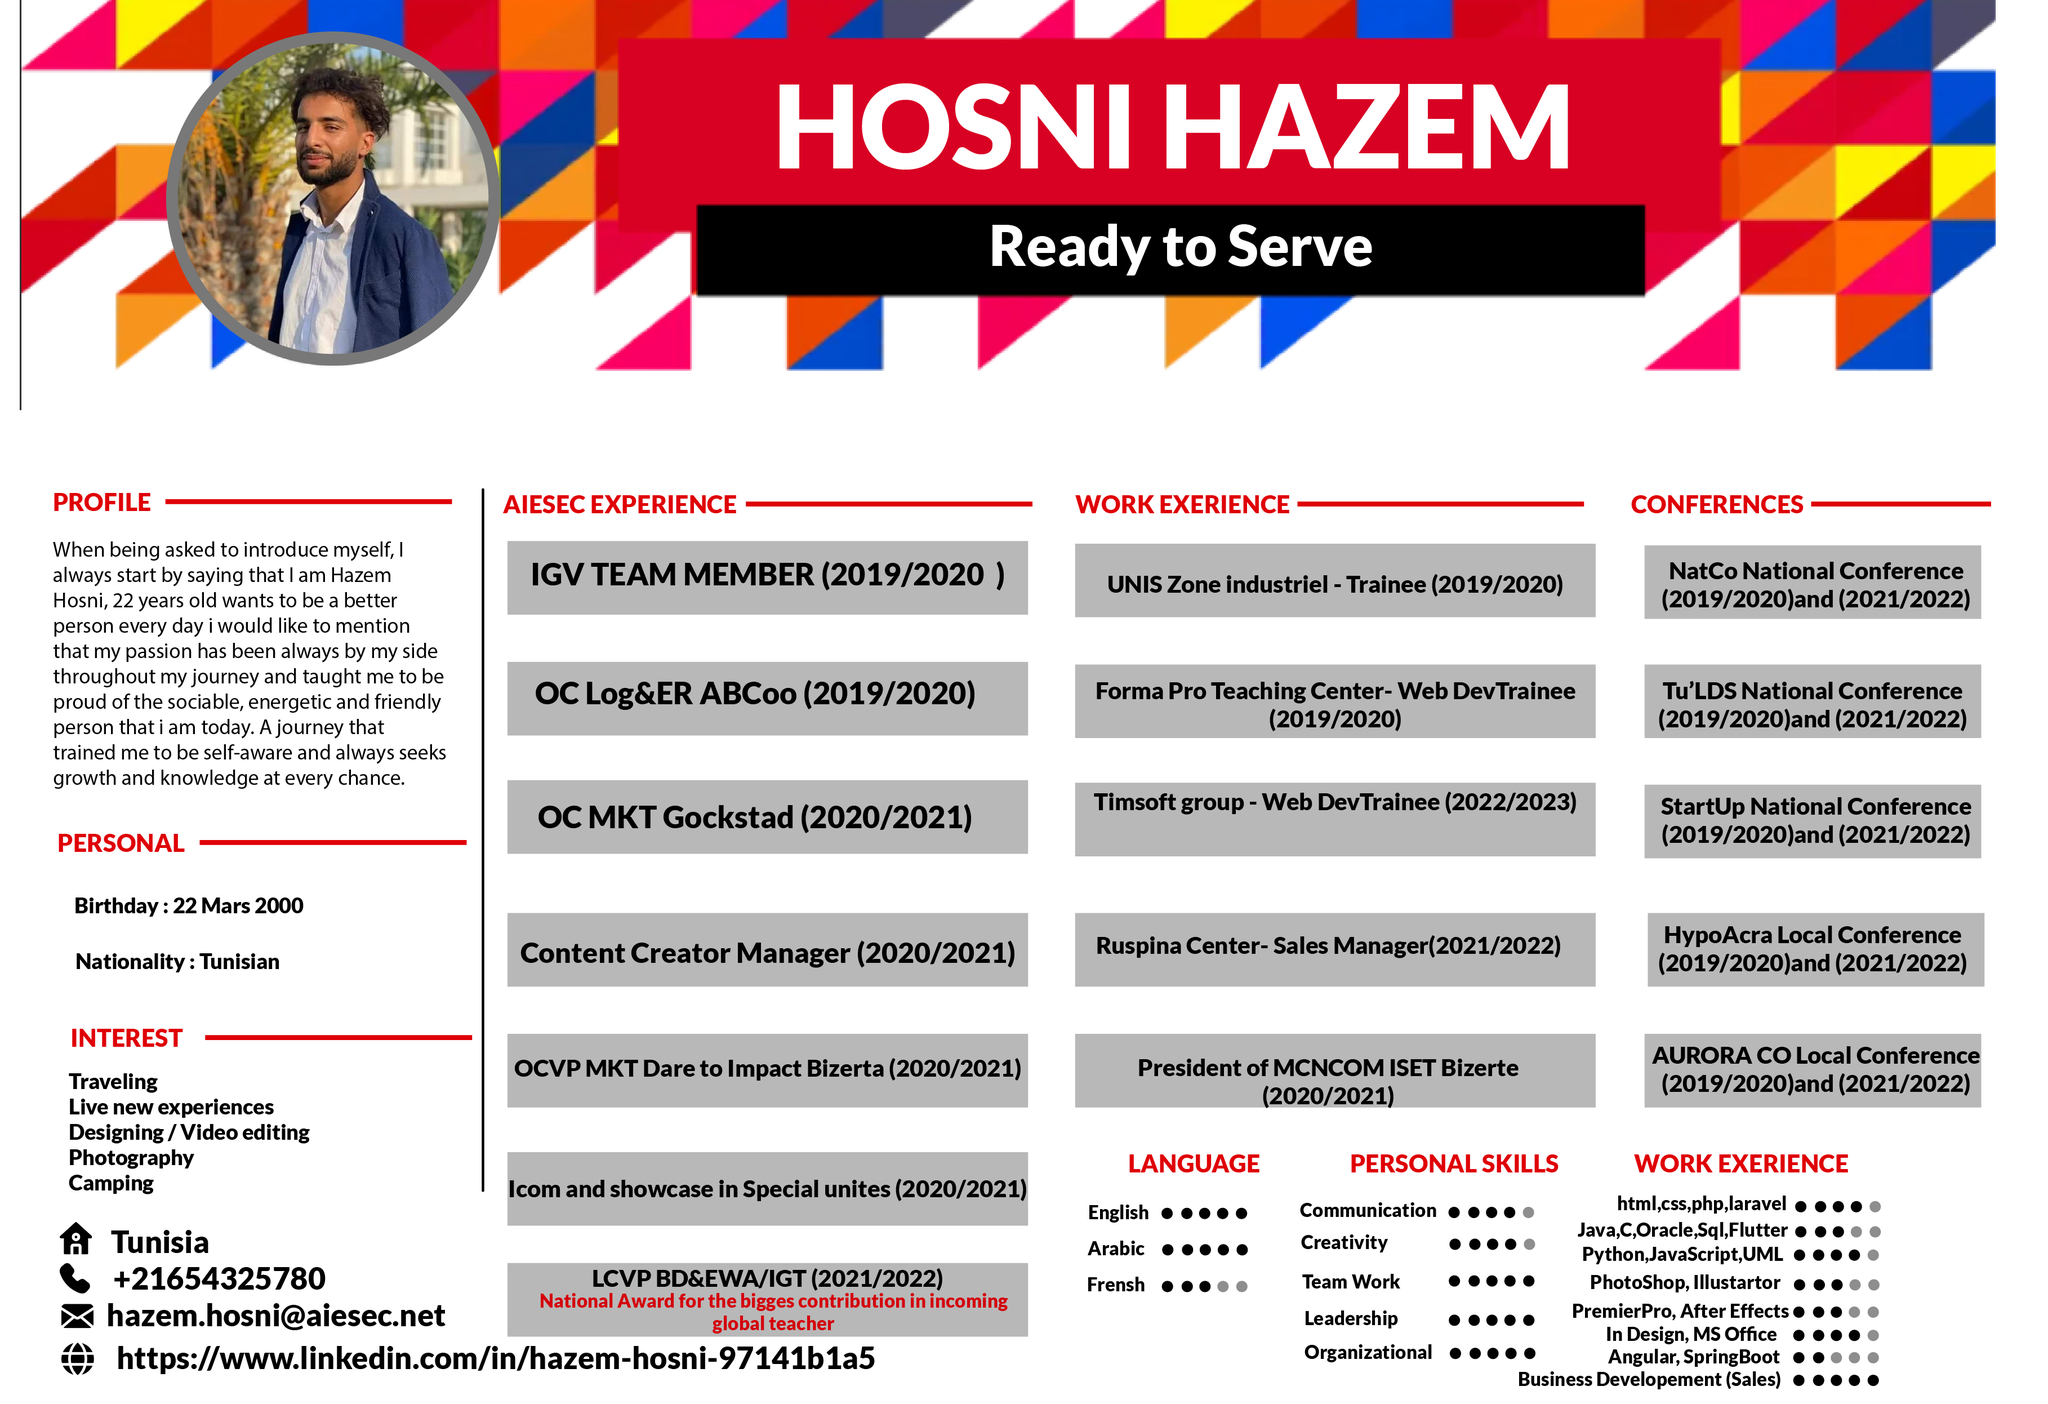 HOSNI HAZEM
Ready to Serve
PROFILE
When being asked to introduce myself, I
always start by saying that I am Hazem
Hosni, 22 years old wants to be a better
person every day i would like to mention
that my passion has been always by my side
throughout my journey and taught me to be
proud of the sociable, energetic and friendly
person that i am today. A journey that
trained me to be self-aware and always seeks
growth and knowledge at every chance.
PERSONAL
Birthday : 22 Mars 2000
Nationality : Tunisian
INTEREST
Traveling
Live new experiences
Designing / Video editing
Photography
Camping
Tunisia
+21654325780
hazem.hosni@aiesec.net
https://www.linkedin.com/in/hazem-hosni-97141b1a5
AIESEC EXPERIENCE
IGV TEAM MEMBER (2019/2020 )
OC Log&ER ABCoo (2019/2020)
OC MKT Gockstad (2020/2021)
Content Creator Manager (2020/2021)
OCVP MKT Dare to Impact Bizerta (2020/2021)
Icom and showcase in Special unites (2020/2021)
LCVP BD&EWA/IGT (2021/2022)
National Award for the bigges contribution in incoming
global teacher
WORK EXERIENCE
UNIS Zone industriel - Trainee (2019/2020)
Forma Pro Teaching Center- Web DevTrainee
(2019/2020)
Timsoft group - Web DevTrainee (2022/2023)
Ruspina Center- Sales Manager(2021/2022)
President of MCNCOM ISET Bizerte
(2020/2021)
CONFERENCES
NatCo National Conference
(2019/2020)and (2021/2022)
Tu'LDS National Conference
(2019/2020)and (2021/2022)
StartUp National Conference
(2019/2020)and (2021/2022)
HypoAcra Local Conference
(2019/2020)and (2021/2022)
AURORA CO Local Conference
(2019/2020)and (2021/2022)
LANGUAGE
English
Arabic
Frensh
PERSONAL SKILLS
Communication
Creativity
Team Work
Leadership
Organizational
WORK EXERIENCE
html,css,php,laravel
Java,C,Oracle,Sql,Flutter
Python,JavaScript,UML
PhotoShop, Illustartor
PremierPro, After Effects
In Design, MS Office
Angular, SpringBoot
Business Developement (Sales)